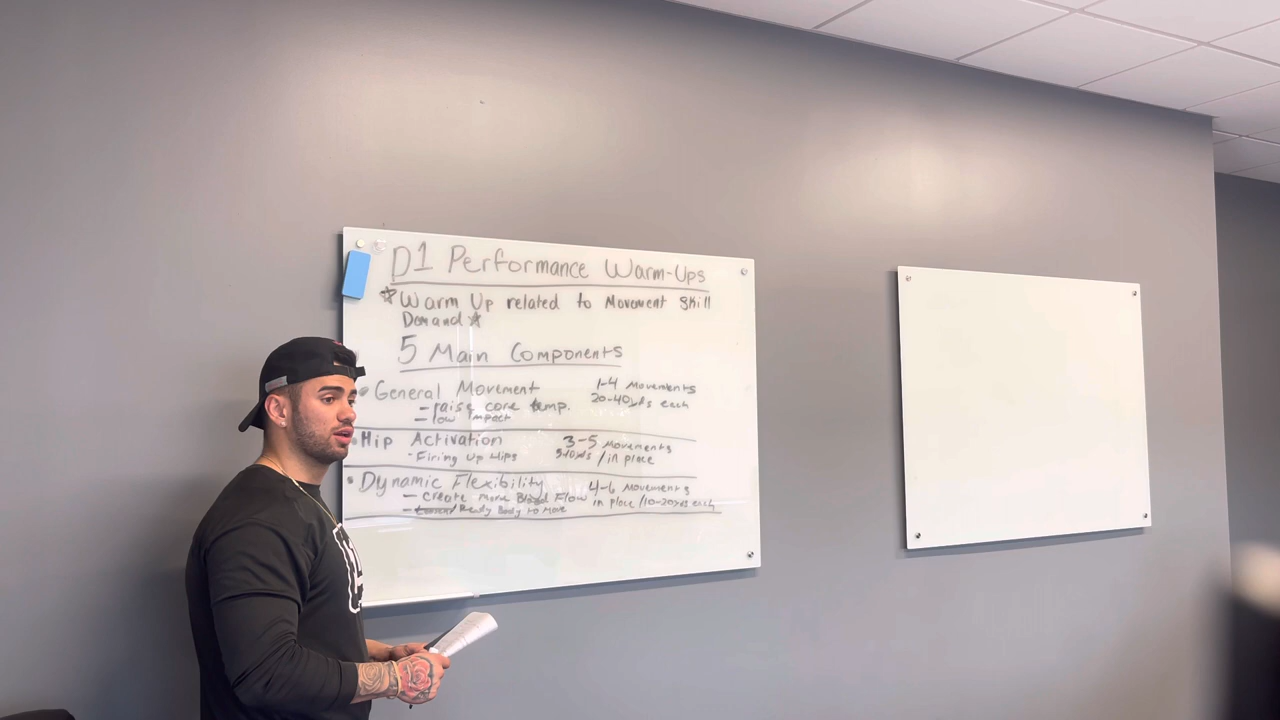 D1 Performance Warm-Ups
☆Warm Up related to Movement Skill
Demand☆
5 Main Components
• General Movement
1-4 Movements
- raise core temp.
20-40yds each
- low impact
• Hip Activation
3-5 Movements
- Firing Up Hips
5-10yds / in place
• Dynamic Flexibility
4-6 Movements
- Create More Blood Flow
in place / 10-20yds each
- Ready Body to Move